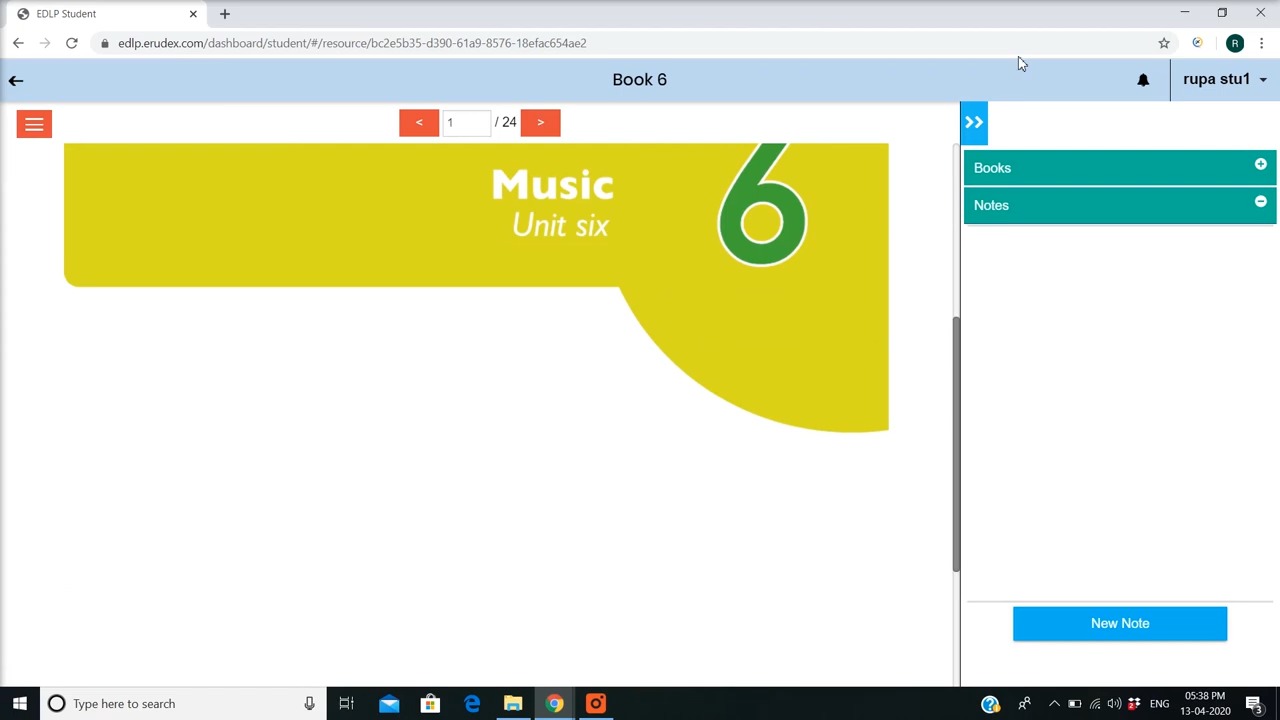 EDLP Student
edlp.erudex.com/dashboard/student/#/resource/bc2e5b35-d390-61a9-8576-18efac654ae2
R
Book 6
rupa stu1
< 1 / 24 >
Books
Notes
Music
Unit six
6
New Note
Type here to search
ENG
05:38 PM
13-04-2020
3